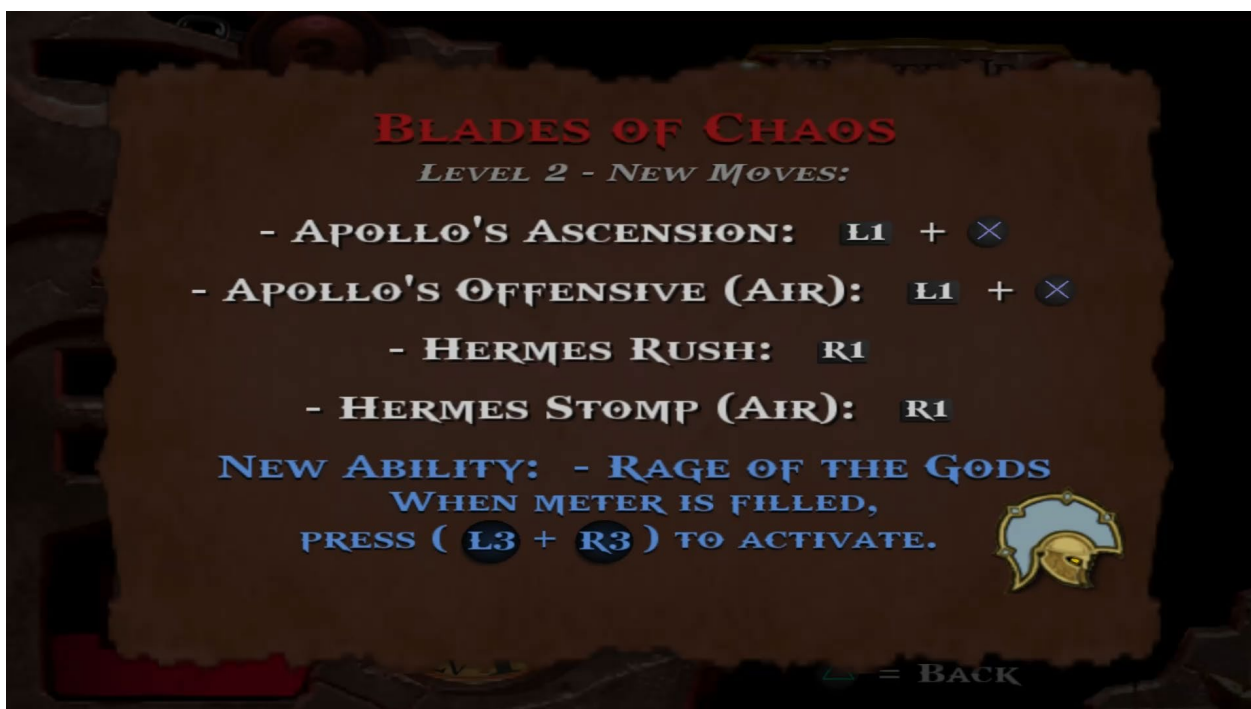 Blades of Chaos
Level 2 - New Moves:
- Apollo's Ascension: L1 + ✕
- Apollo's Offensive (Air): L1 + ✕
- Hermes Rush: R1
- Hermes Stomp (Air): R1
New Ability: - Rage of the Gods
When meter is filled,
press ( L3 + R3 ) to activate.
△ = Back